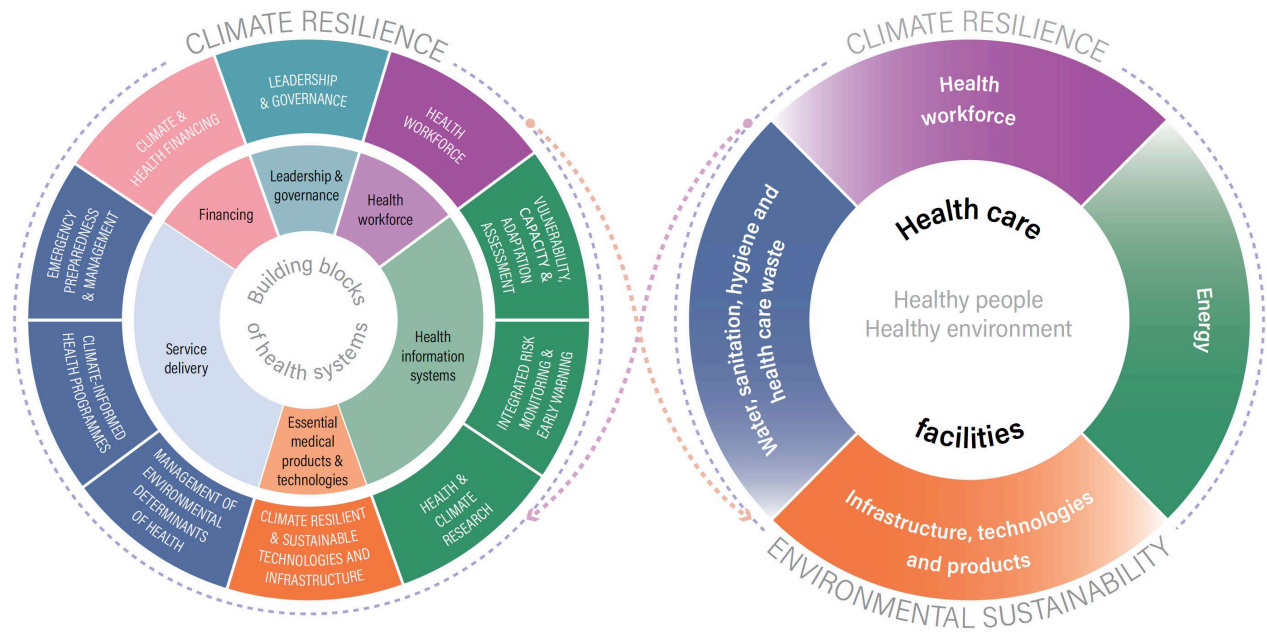 CLIMATE RESILIENCE
LEADERSHIP
& GOVERNANCE
HEALTH
WORKFORCE
VULNERABILITY,
CAPACITY &
ADAPTATION
ASSESSMENT
INTEGRATED RISK
MONITORING &
EARLY WARNING
HEALTH &
CLIMATE
RESEARCH
CLIMATE RESILIENT
& SUSTAINABLE
TECHNOLOGIES AND
INFRASTRUCTURE
MANAGEMENT OF
ENVIRONMENTAL
DETERMINANTS
OF HEALTH
CLIMATE-INFORMED
HEALTH PROGRAMMES
EMERGENCY
PREPAREDNESS
& MANAGEMENT
CLIMATE &
HEALTH FINANCING
Leadership &
governance
Health
workforce
Health
information
systems
Essential
medical
products &
technologies
Service
delivery
Financing
Building blocks
of health systems
CLIMATE RESILIENCE
Health
workforce
Energy
Infrastructure, technologies
and products
Water, sanitation, hygiene and
health care waste
Health care
Healthy people
Healthy environment
facilities
ENVIRONMENTAL SUSTAINABILITY